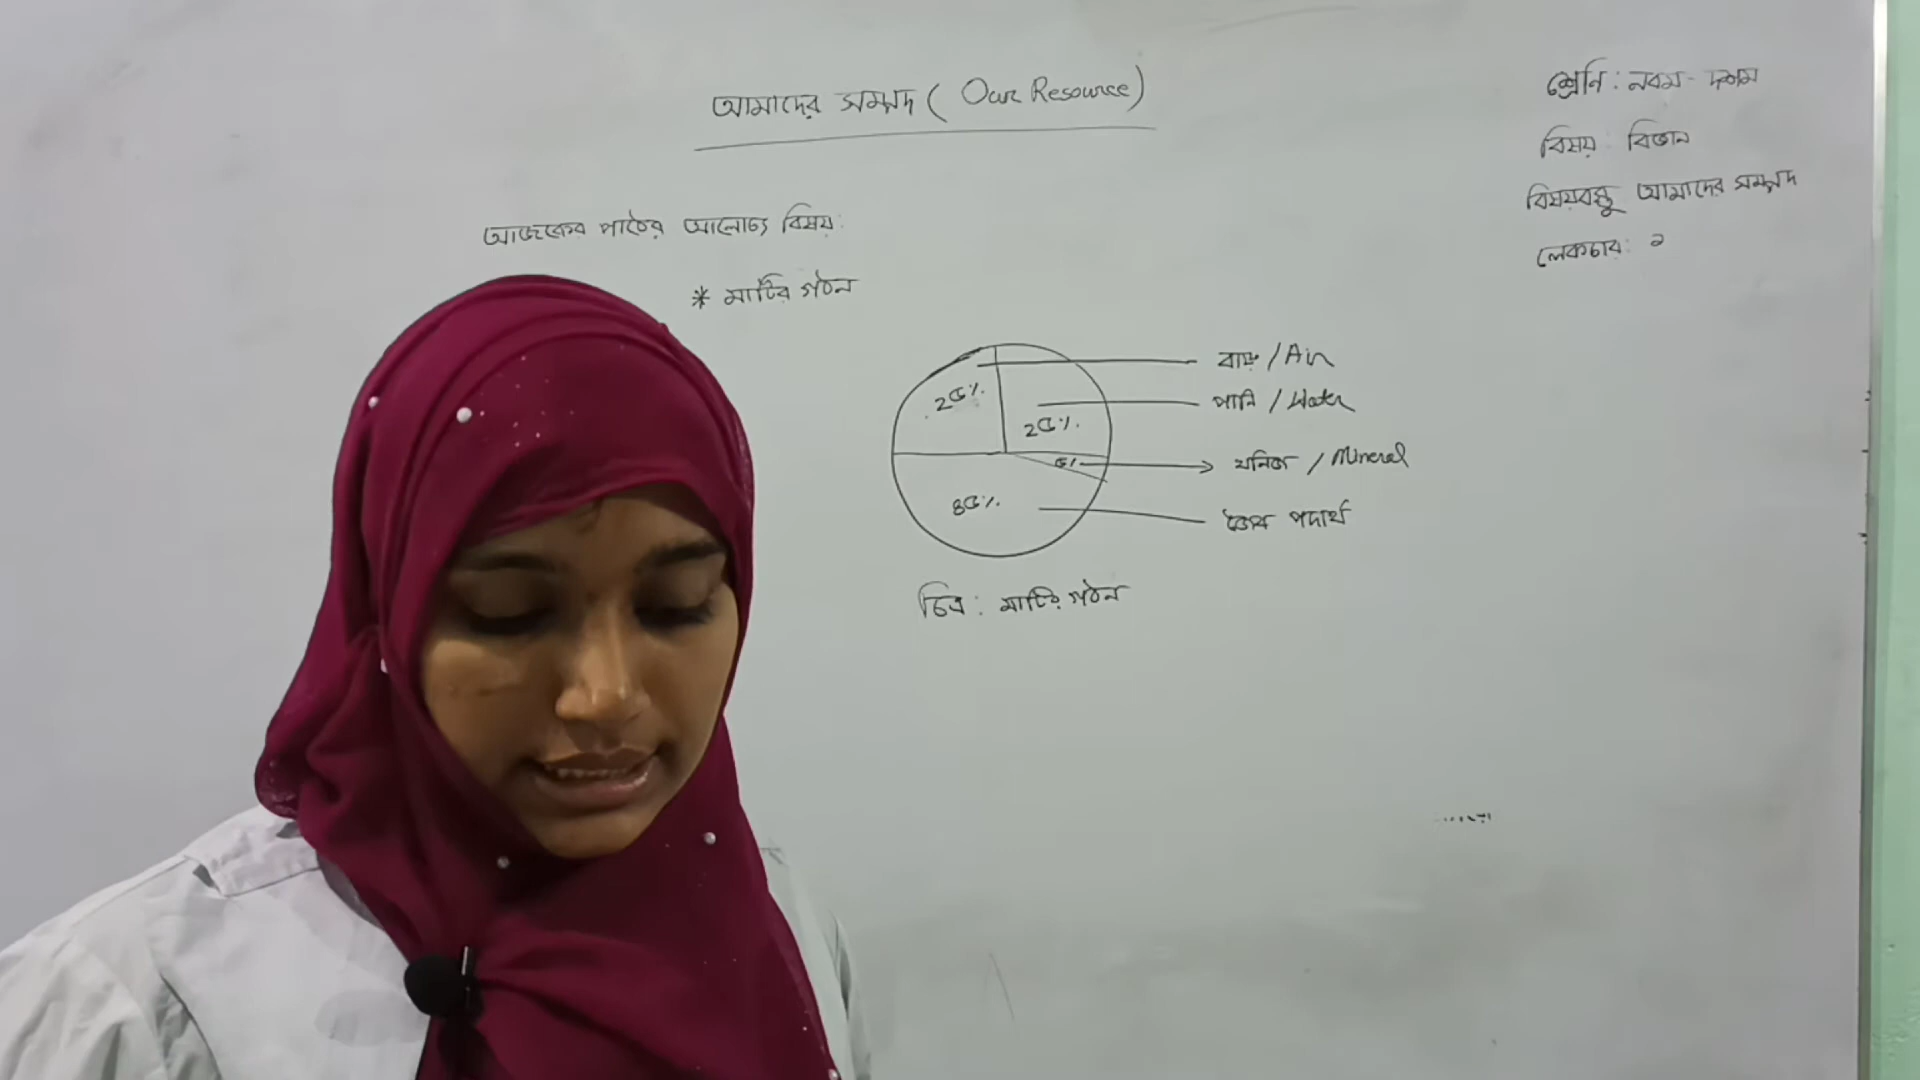 আমাদের সম্পদ ( Our Resource)
শ্রেণি : নবম - দশম
বিষয় : বিজ্ঞান
বিষয়বস্তু আমাদের সম্পদ
লেকচার: ১
আজকের পাঠের আলোচ্য বিষয়:
* মাটির গঠন
বায়ু / Air
২৫%
পানি / Water
২৫%
৫%
খনিজ / Mineral
৪৫%
জৈব পদার্থ
চিত্র : মাটির গঠন